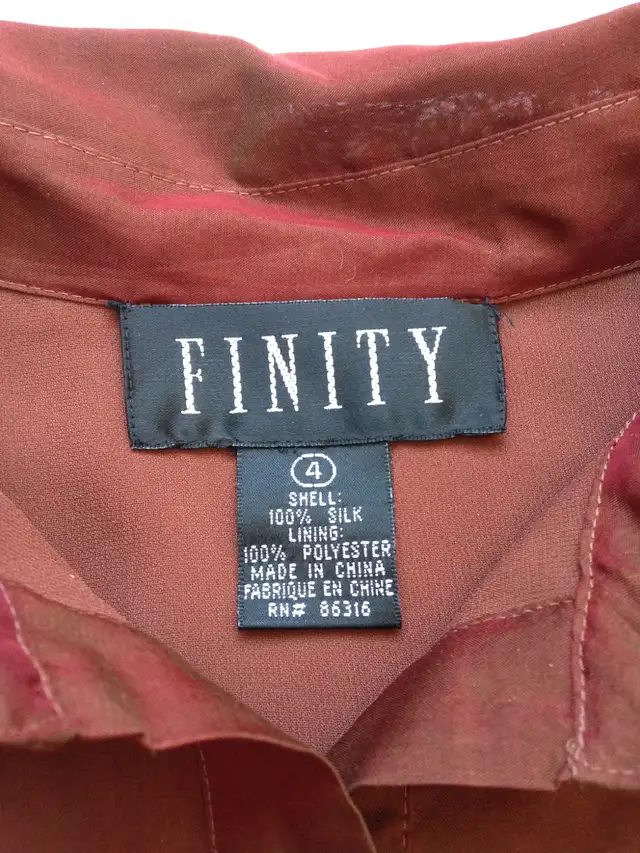 FINITY
4
SHELL:
100% SILK
LINING:
100% POLYESTER
MADE IN CHINA
FABRIQUE EN CHINE
RN# 86316